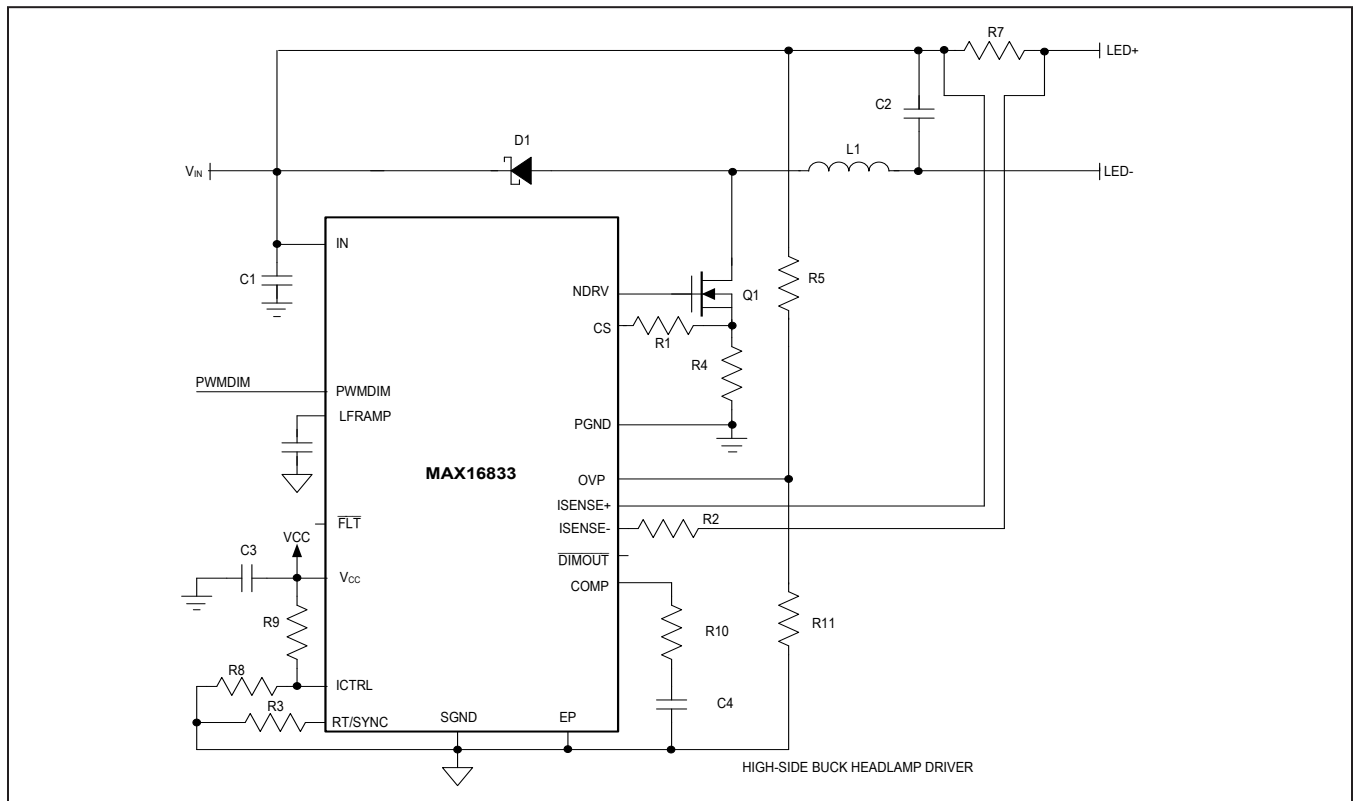 R7
LED+
C2
D1
L1
VIN
LED-
IN
C1
NDRV
Q1
R5
CS
R1
R4
PWMDIM
PWMDIM
LFRAMP
PGND
MAX16833
OVP
ISENSE+
ISENSE-
R2
FLT
VCC
DIMOUT
C3
VCC
COMP
R9
R10
R11
R8
ICTRL
R3
C4
RT/SYNC
SGND
EP
HIGH-SIDE BUCK HEADLAMP DRIVER